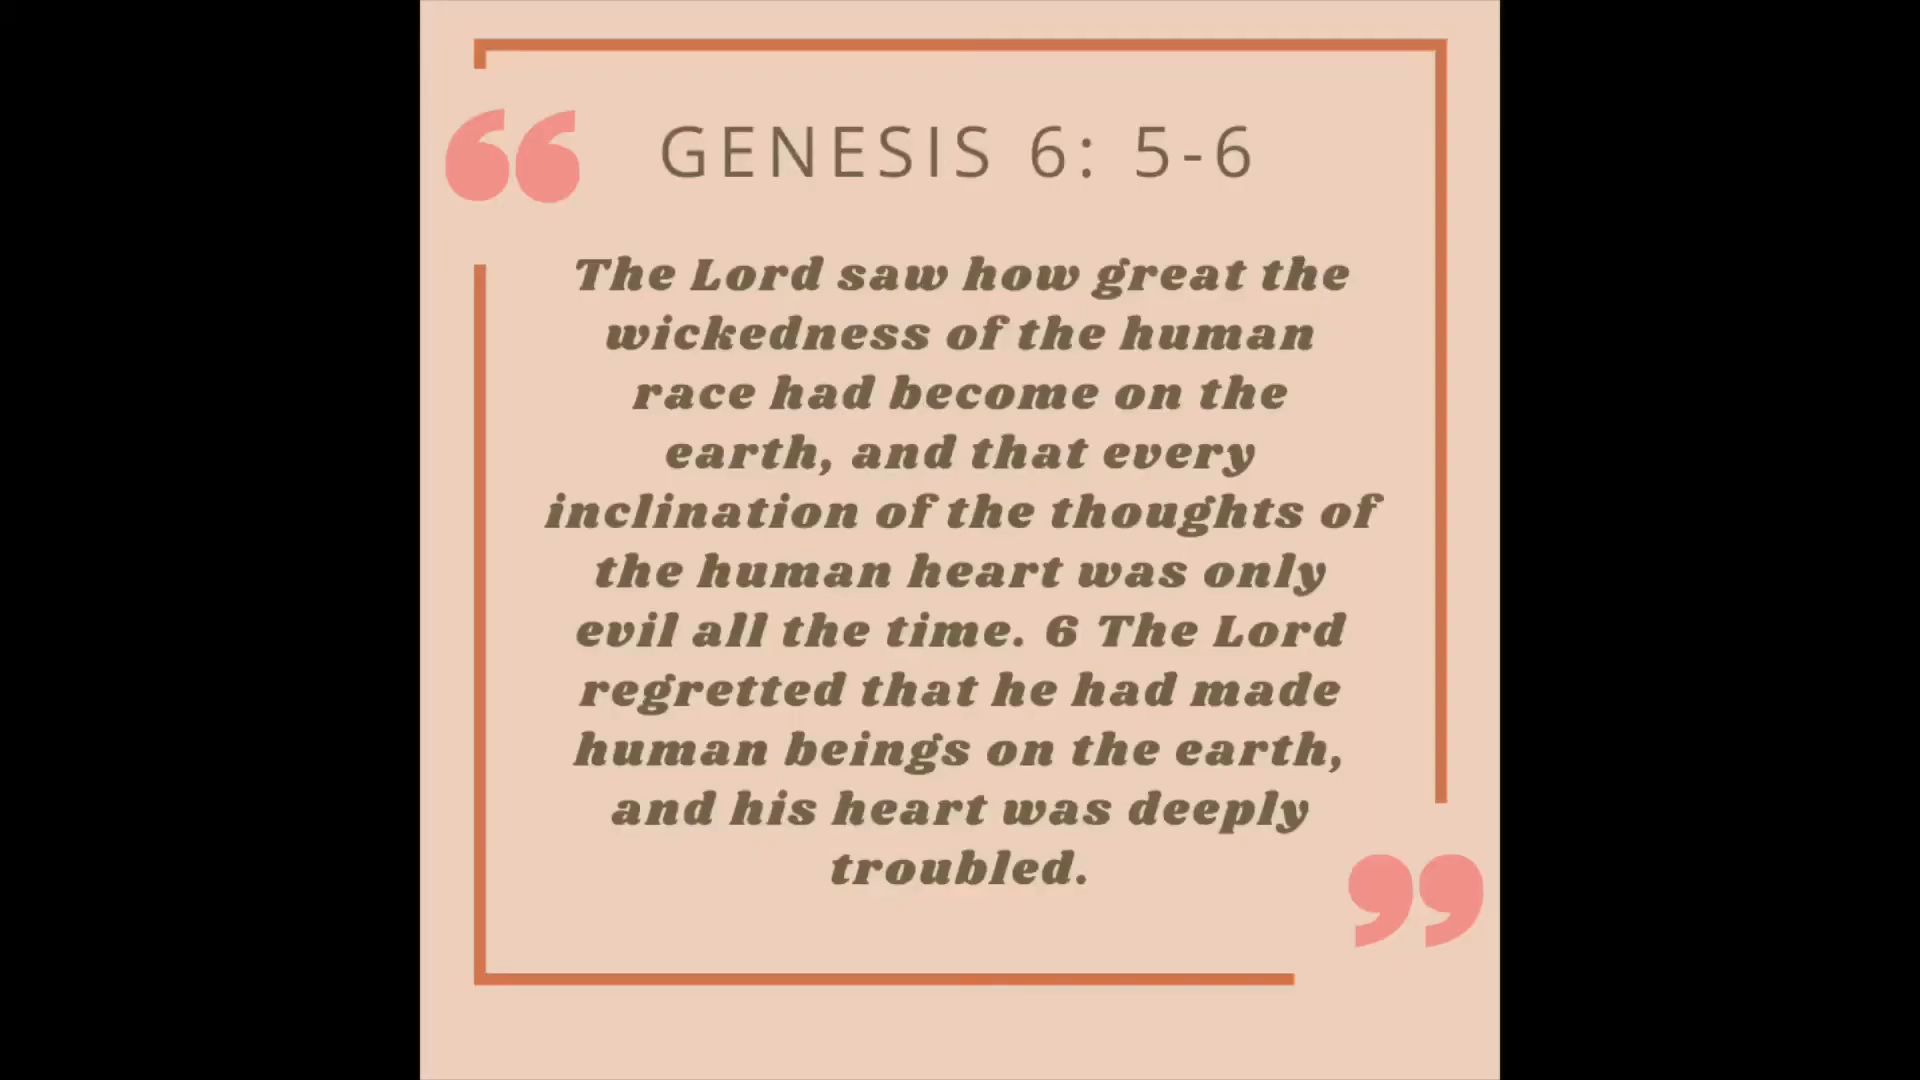 GENESIS 6: 5-6
The Lord saw how great the
wickedness of the human
race had become on the
earth, and that every
inclination of the thoughts of
the human heart was only
evil all the time. 6 The Lord
regretted that he had made
human beings on the earth,
and his heart was deeply
troubled.